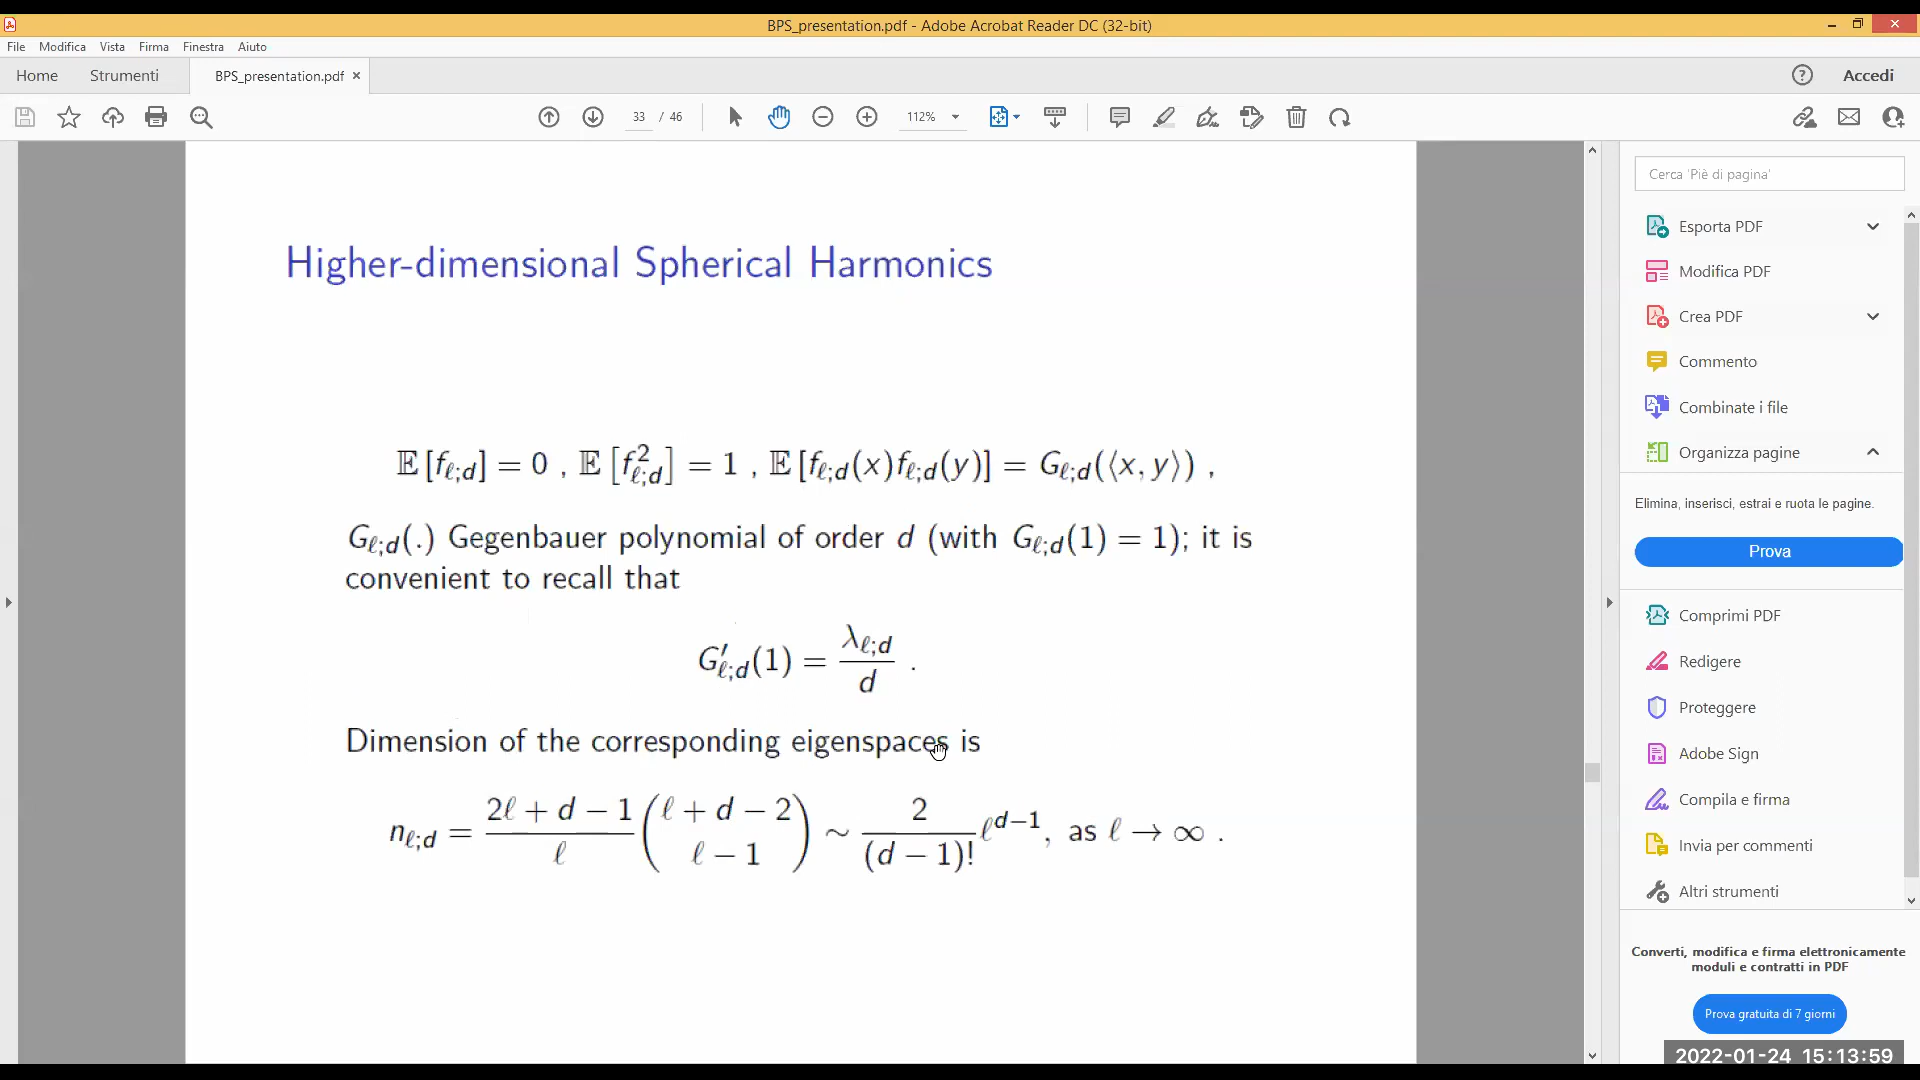 BPS_presentation.pdf - Adobe Acrobat Reader DC (32-bit)
File Modifica Vista Firma Finestra Aiuto
Home Strumenti BPS_presentation.pdf × Accedi
33 / 46 112%
Higher-dimensional Spherical Harmonics
𝔼 [f_{ℓ;d}] = 0 , 𝔼 [f²_{ℓ;d}] = 1 , 𝔼 [f_{ℓ;d}(x)f_{ℓ;d}(y)] = G_{ℓ;d}(⟨x, y⟩) ,
G_{ℓ;d}(.) Gegenbauer polynomial of order d (with G_{ℓ;d}(1) = 1); it is
convenient to recall that
G′_{ℓ;d}(1) = λ_{ℓ;d} / d .
Dimension of the corresponding eigenspaces is
n_{ℓ;d} = (2ℓ + d − 1) / ℓ (ℓ + d − 2 choose ℓ − 1) ∼ 2 / (d − 1)! ℓ^{d−1}, as ℓ → ∞ .
Cerca 'Piè di pagina'
Esporta PDF
Modifica PDF
Crea PDF
Commento
Combinate i file
Organizza pagine
Elimina, inserisci, estrai e ruota le pagine.
Prova
Comprimi PDF
Redigere
Proteggere
Adobe Sign
Compila e firma
Invia per commenti
Altri strumenti
Converti, modifica e firma elettronicamente
moduli e contratti in PDF
Prova gratuita di 7 giorni
2022-01-24 15:13:59